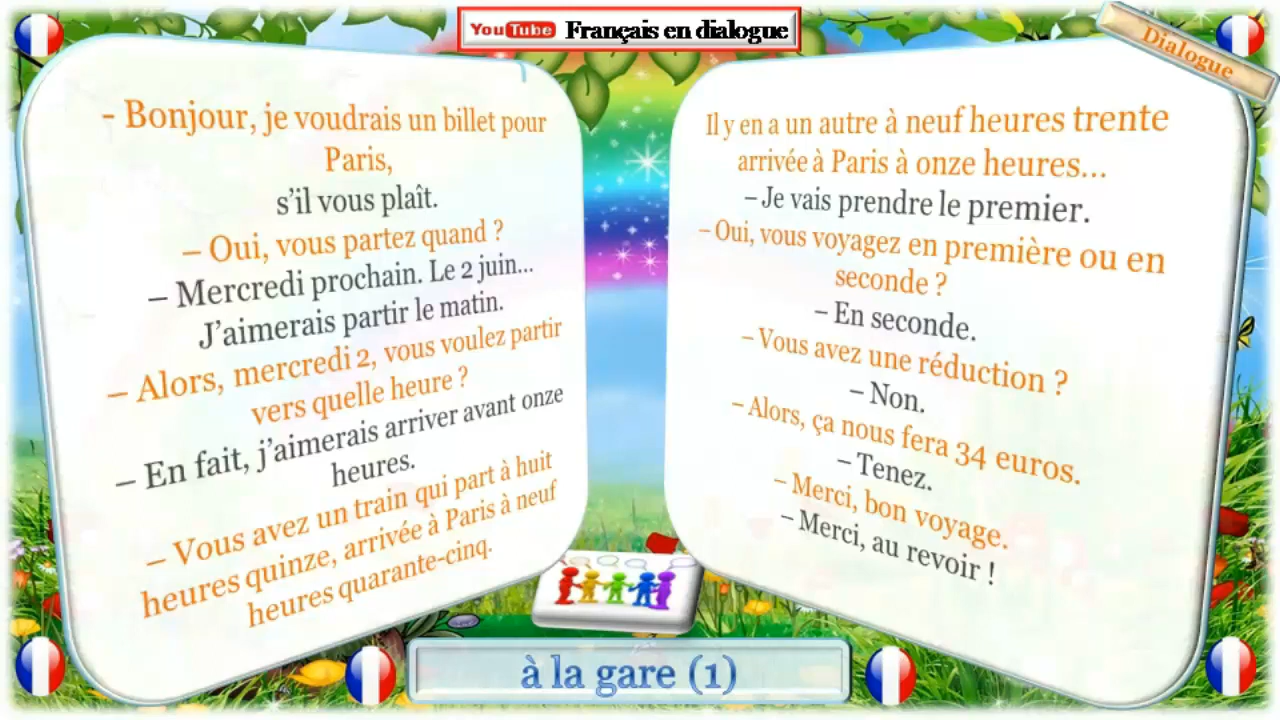 YouTube Français en dialogue
Dialogue
- Bonjour, je voudrais un billet pour
Paris,
s'il vous plaît.
– Oui, vous partez quand ?
– Mercredi prochain. Le 2 juin...
J'aimerais partir le matin.
– Alors, mercredi 2, vous voulez partir
vers quelle heure ?
– En fait, j'aimerais arriver avant onze
heures.
– Vous avez un train qui part à huit
heures quinze, arrivée à Paris à neuf
heures quarante-cinq.
Il y en a un autre à neuf heures trente
arrivée à Paris à onze heures...
– Je vais prendre le premier.
– Oui, vous voyagez en première ou en
seconde ?
– En seconde.
– Vous avez une réduction ?
– Non.
– Alors, ça nous fera 34 euros.
– Tenez.
– Merci, bon voyage.
– Merci, au revoir !
à la gare (1)